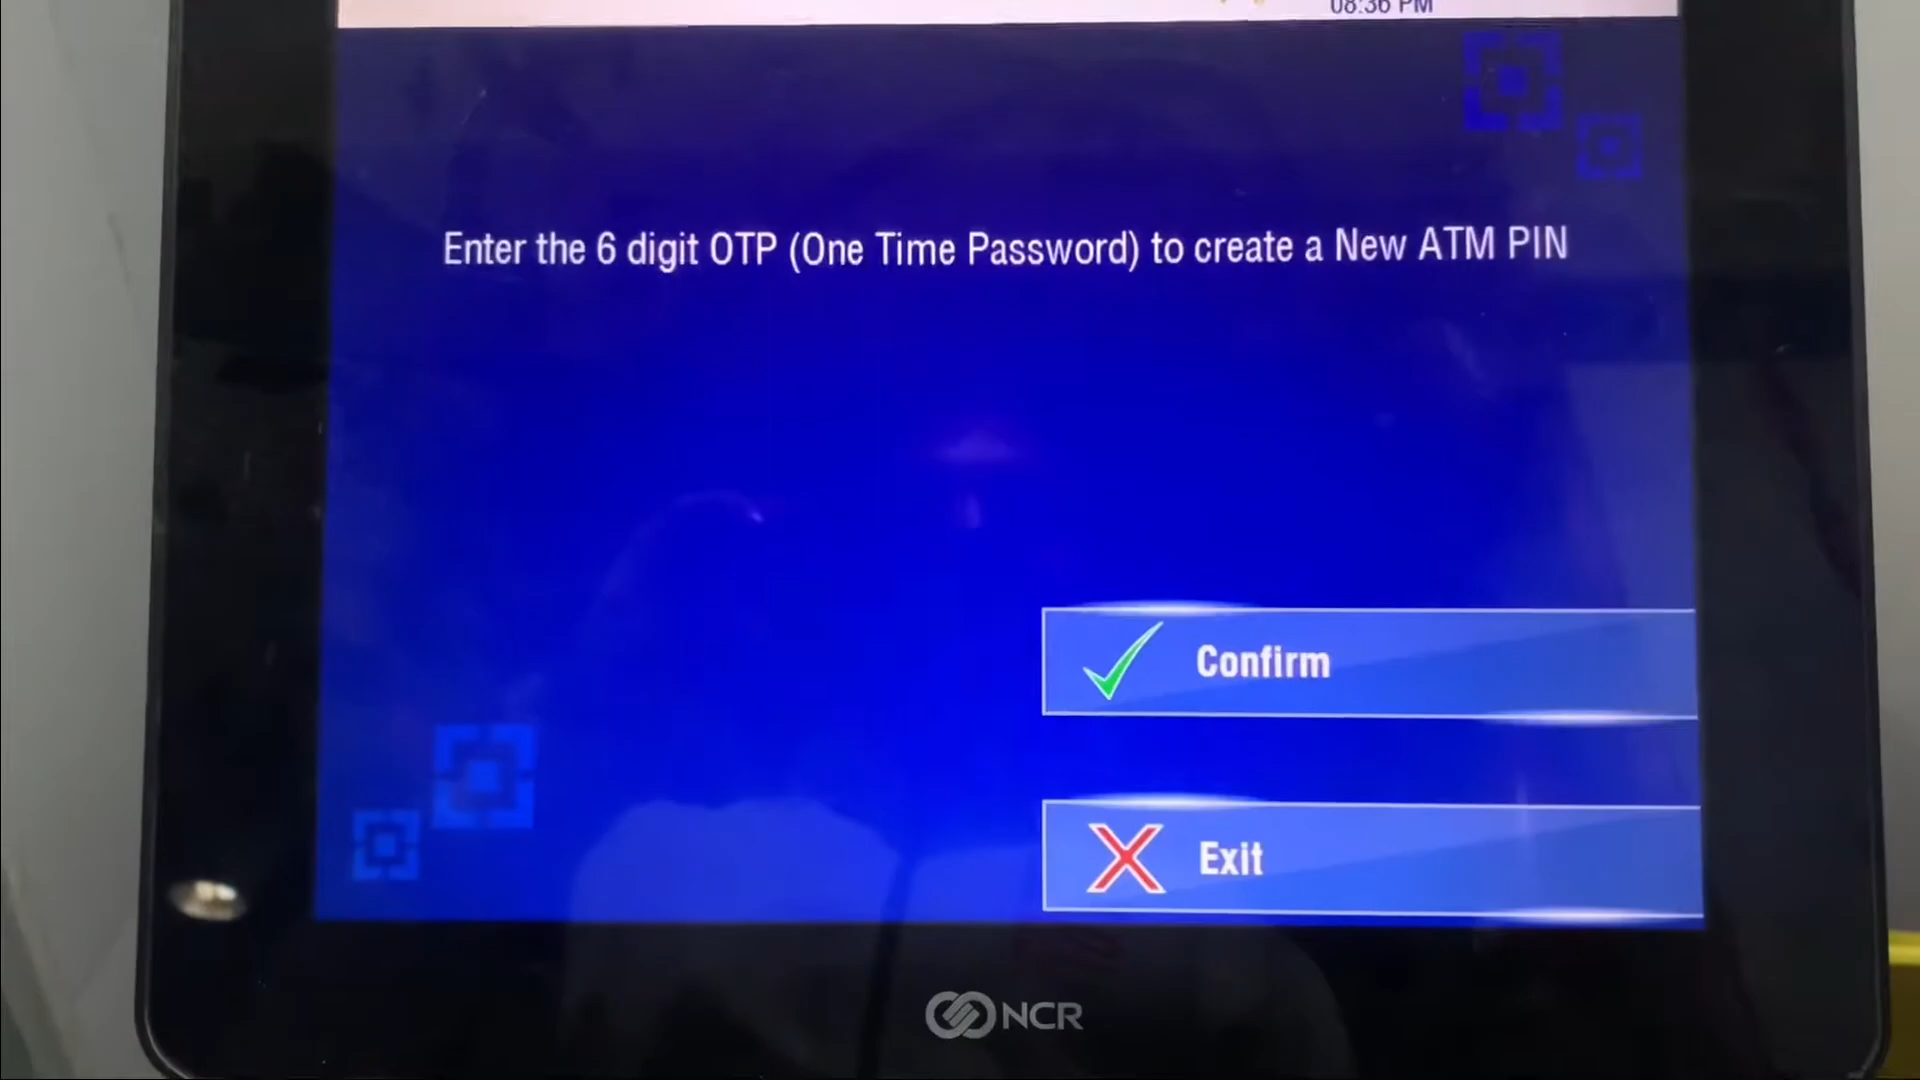 08:36 PM
Enter the 6 digit OTP (One Time Password) to create a New ATM PIN
Confirm
Exit
NCR